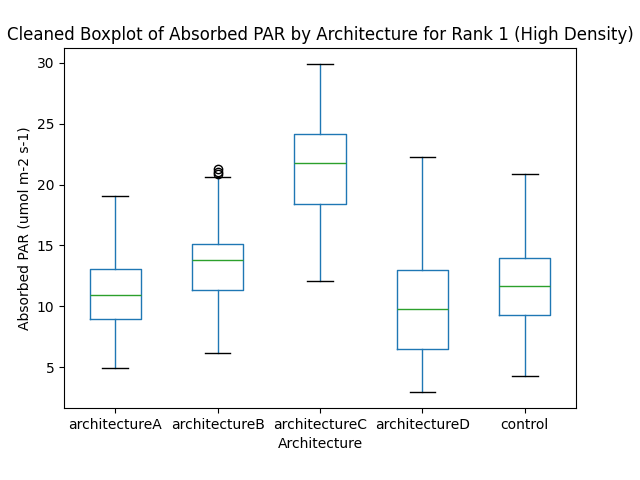 Cleaned Boxplot of Absorbed PAR by Architecture for Rank 1 (High Density)
30
25
20
15
10
5
Absorbed PAR (umol m-2 s-1)
architectureA architectureB architectureC architectureD control
Architecture